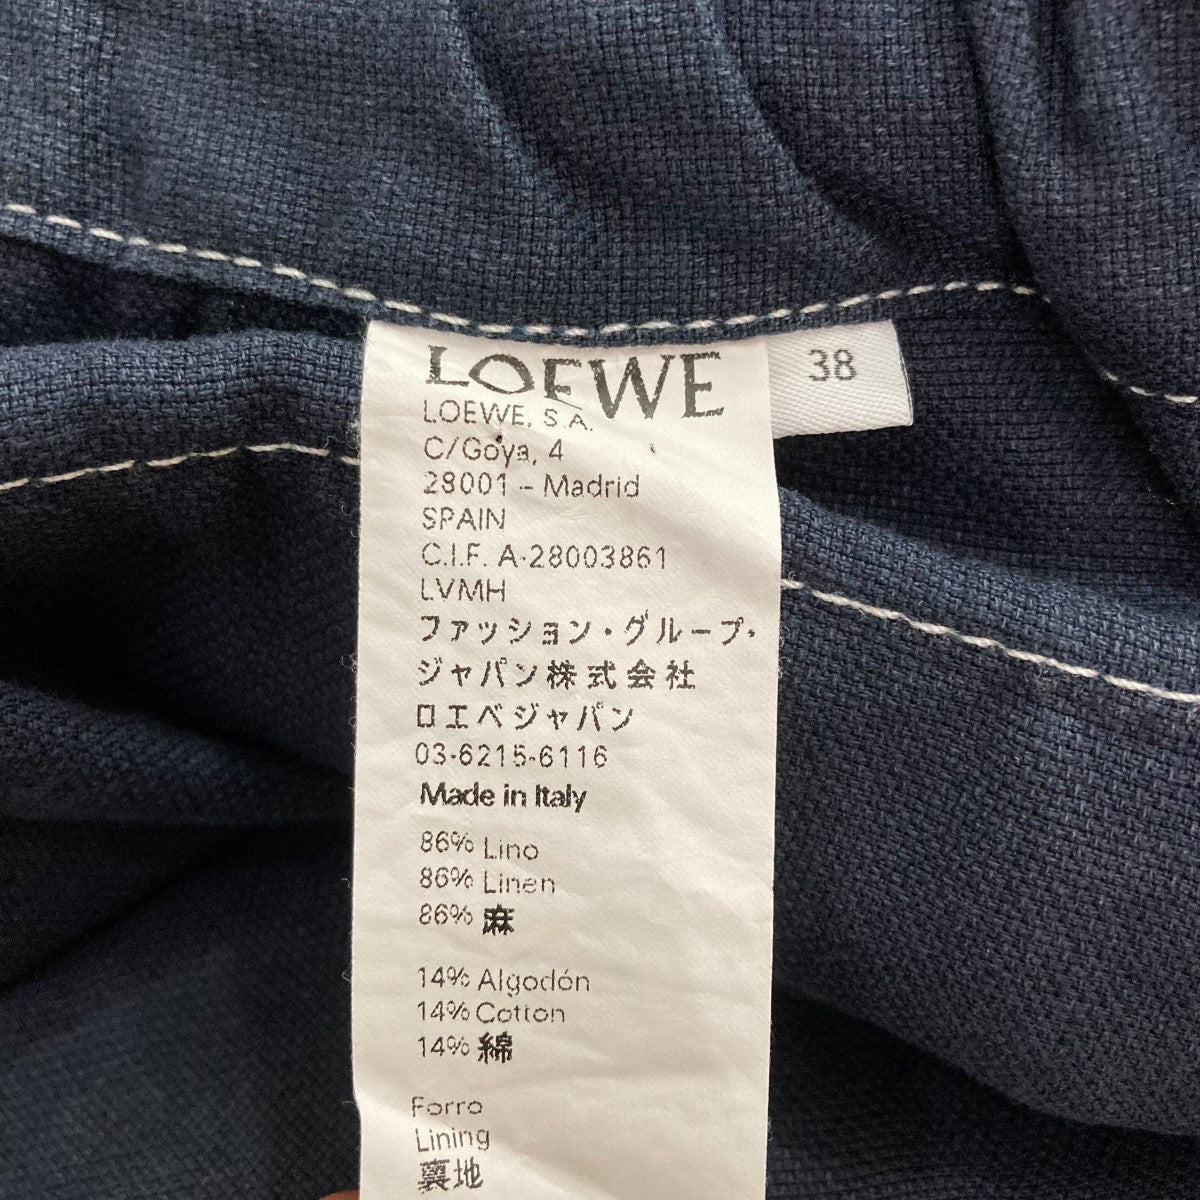 LOEWE
38
LOEWE, S.A.
C/Goya, 4
28001 – Madrid
SPAIN
C.I.F. A-28003861
LVMH
ファッション・グループ・
ジャパン株式会社
ロエベジャパン
03-6215-6116
Made in Italy
86% Lino
86% Linen
86% 麻
14% Algodón
14% Cotton
14% 綿
Forro
Lining
裏地